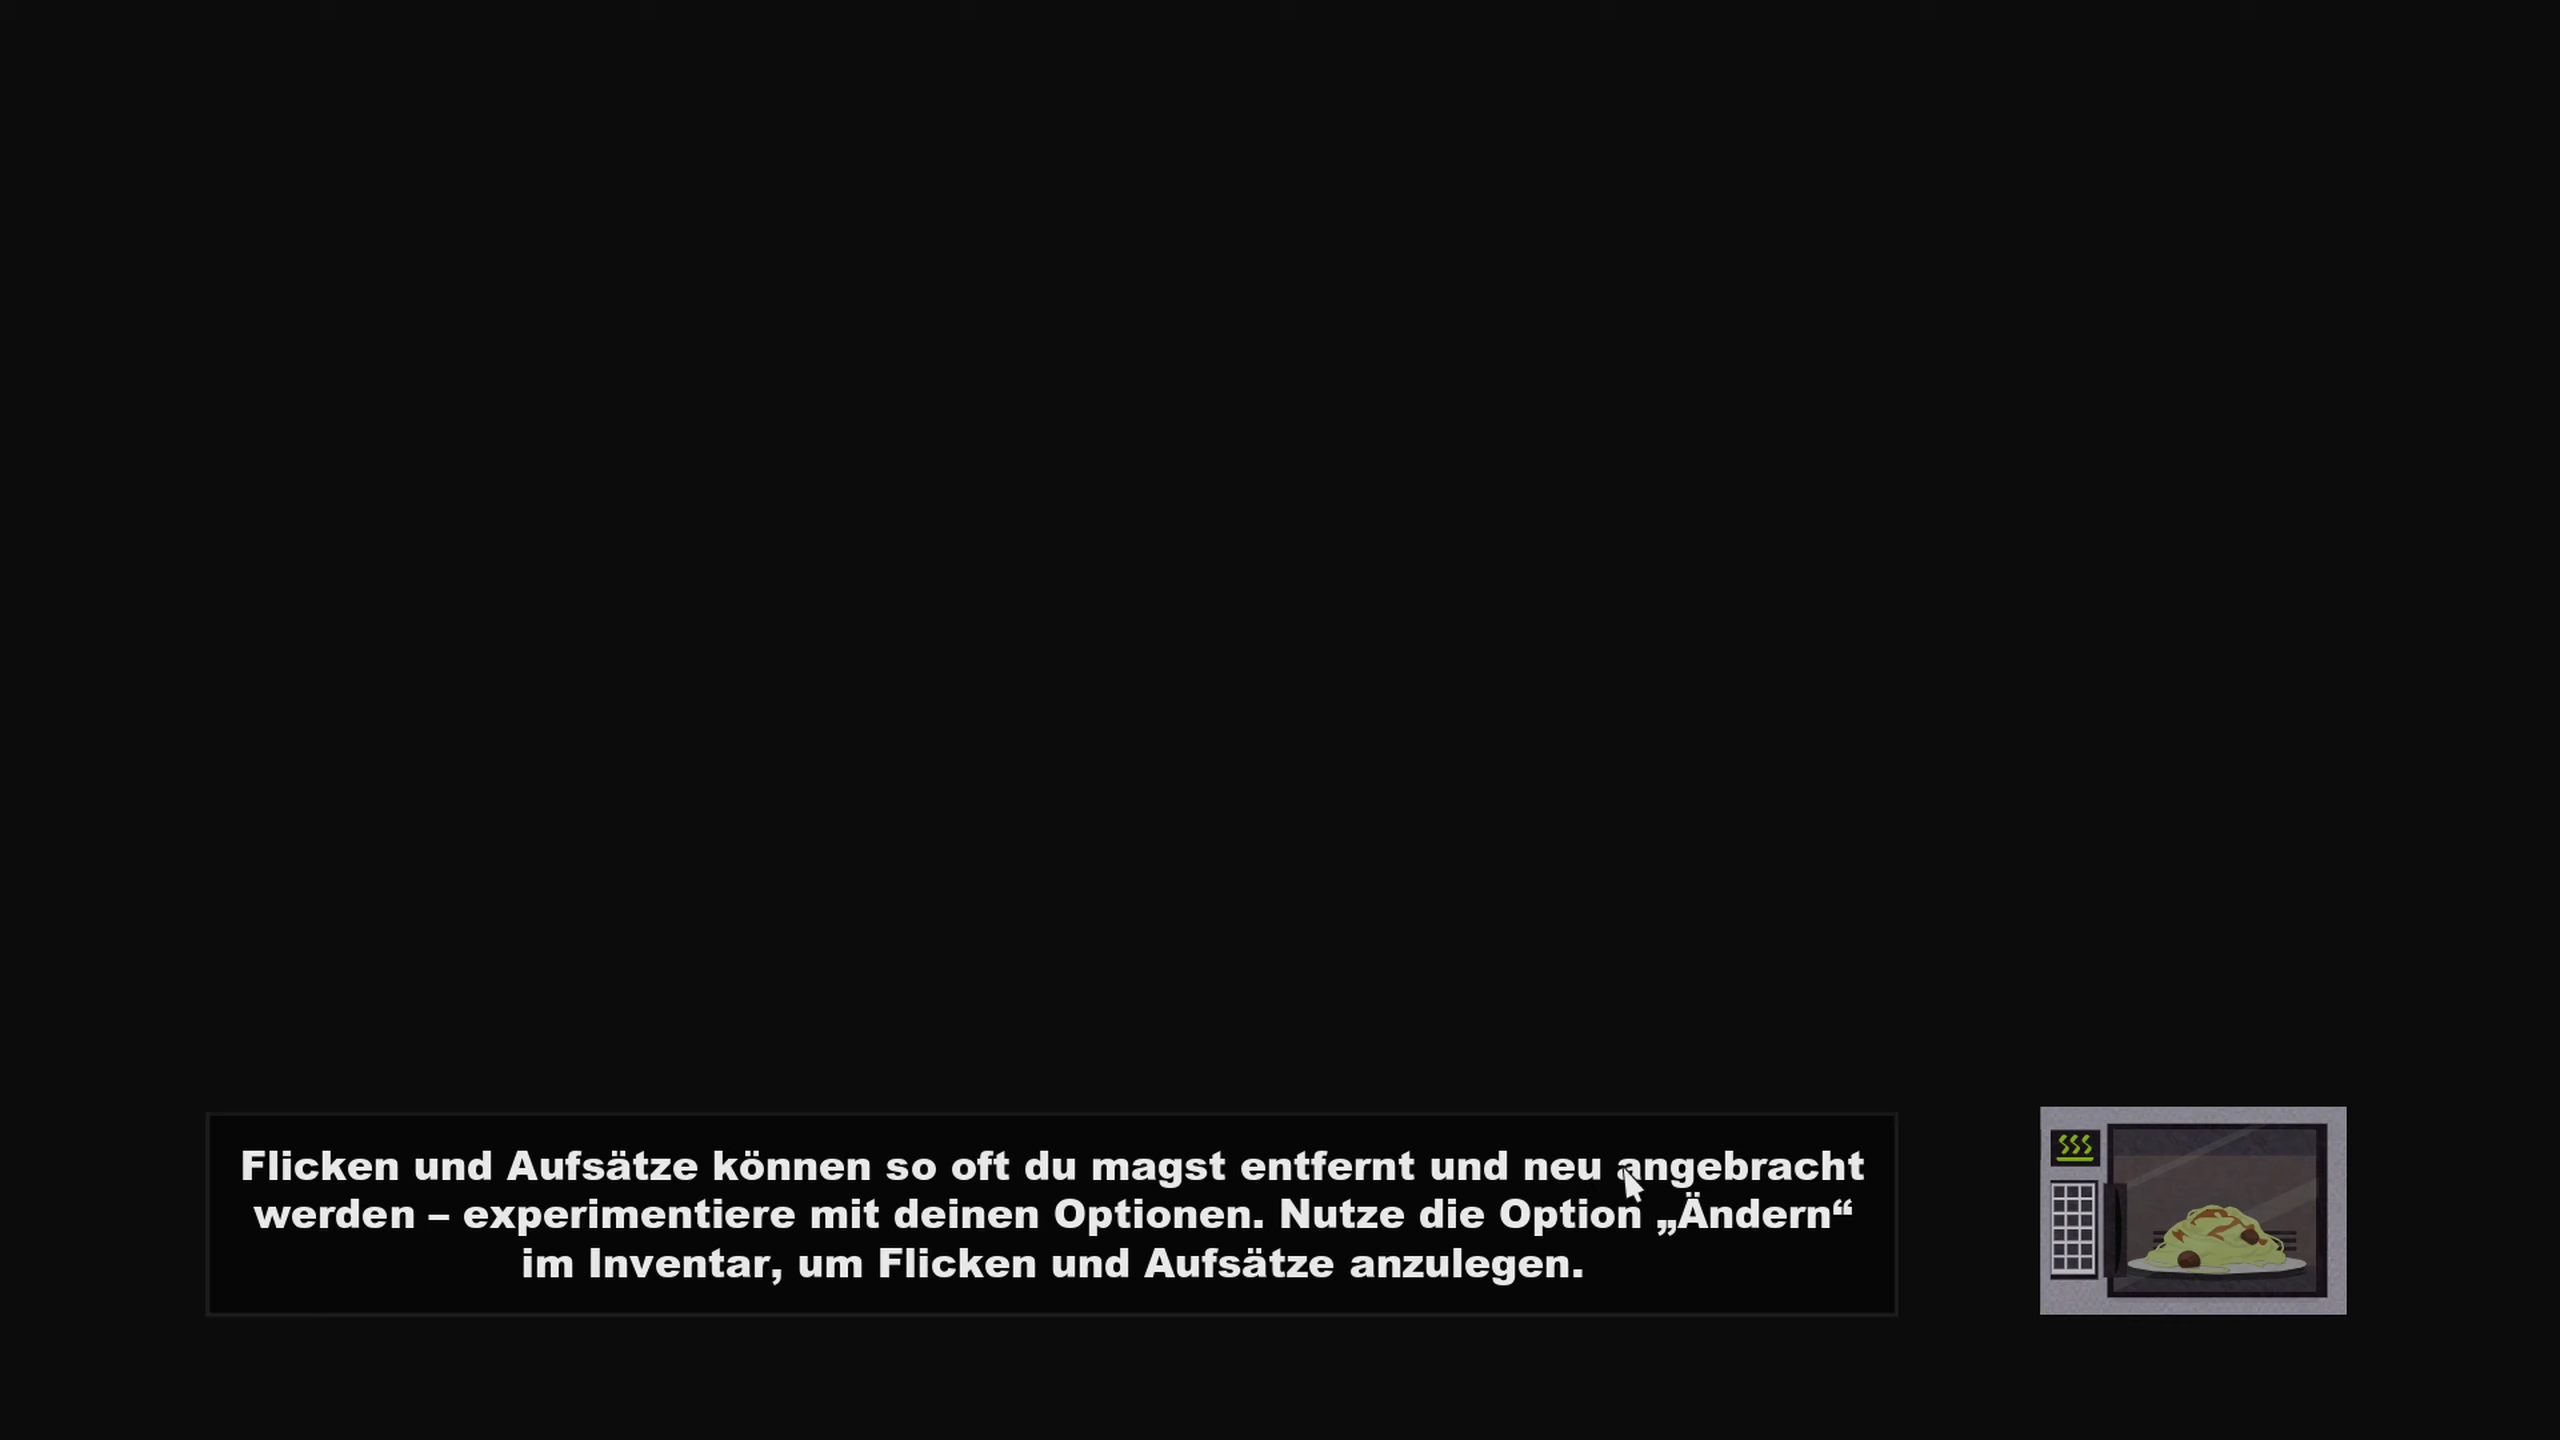 Flicken und Aufsätze können so oft du magst entfernt und neu angebracht
werden – experimentiere mit deinen Optionen. Nutze die Option „Ändern“
im Inventar, um Flicken und Aufsätze anzulegen.